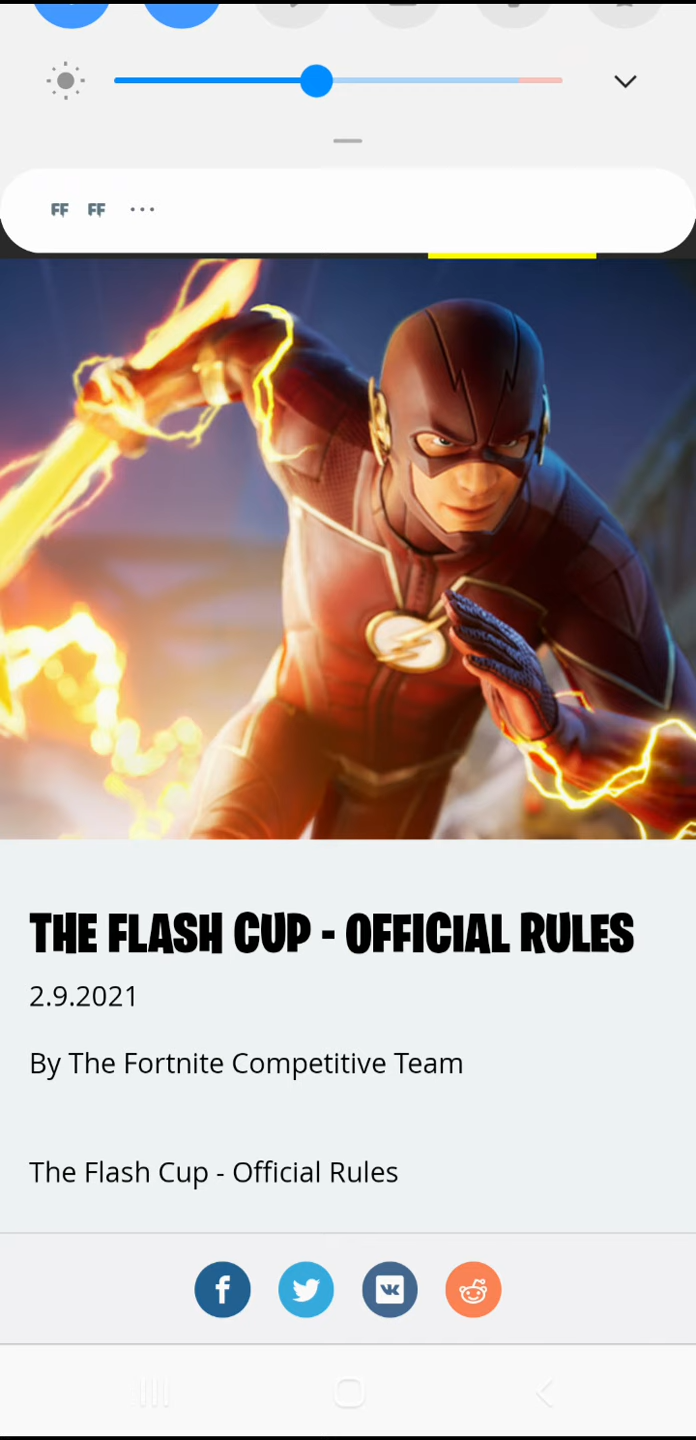 FF FF ...
THE FLASH CUP - OFFICIAL RULES
2.9.2021
By The Fortnite Competitive Team
The Flash Cup - Official Rules